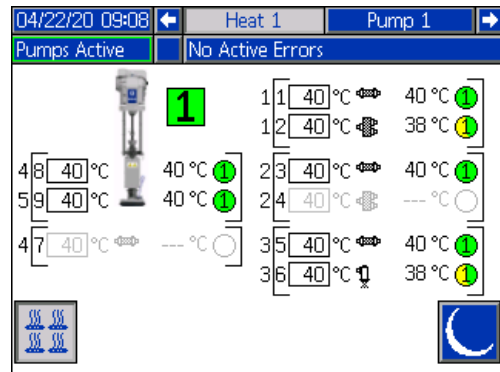 04/22/20 09:08 Heat 1 Pump 1
Pumps Active No Active Errors
1
1 1 40 °C 40 °C 1
1 2 40 °C 38 °C 1
4 8 40 °C 40 °C 1
2 3 40 °C 40 °C 1
5 9 40 °C 40 °C 1
2 4 40 °C --- °C
4 7 40 °C --- °C
3 5 40 °C 40 °C 1
3 6 40 °C 38 °C 1